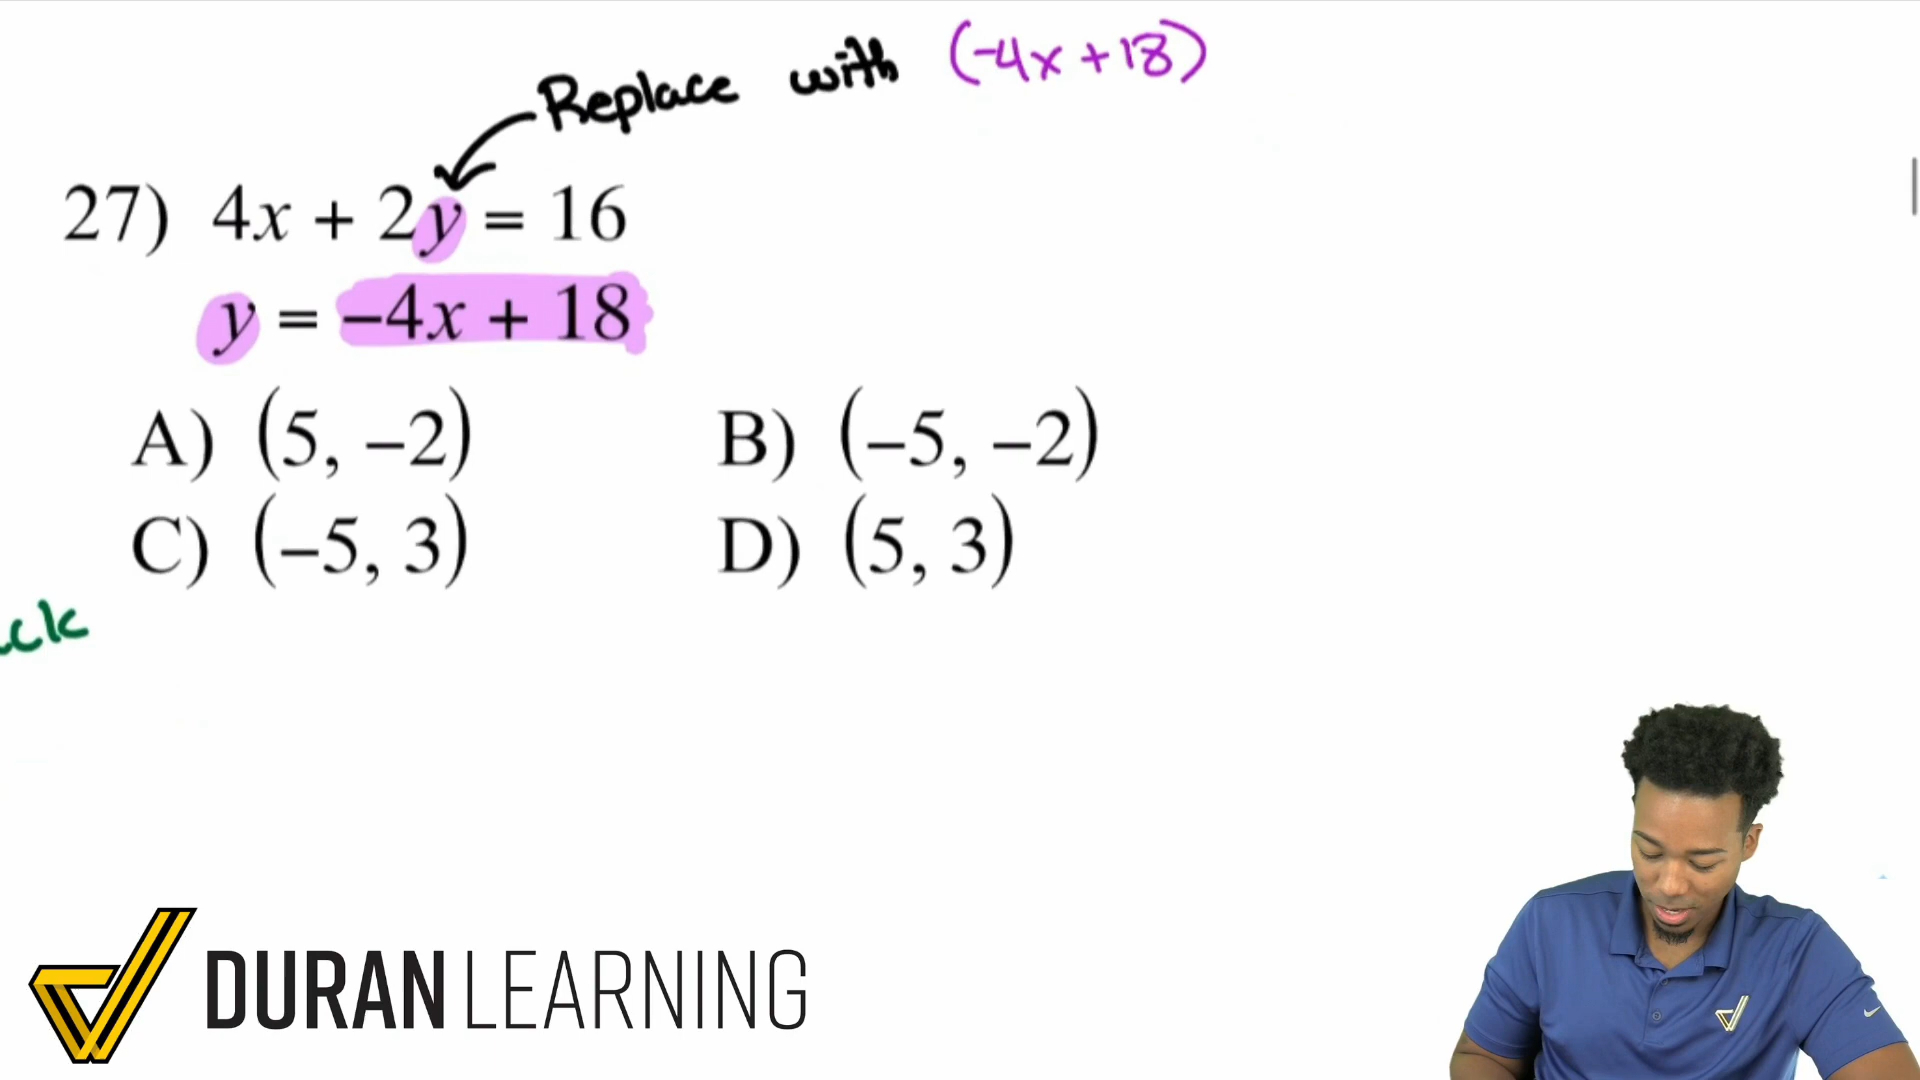 Replace with (-4x+18)
27) 4x + 2y = 16
y = −4x + 18
A) (5, −2) B) (−5, −2)
C) (−5, 3) D) (5, 3)
DURAN LEARNING